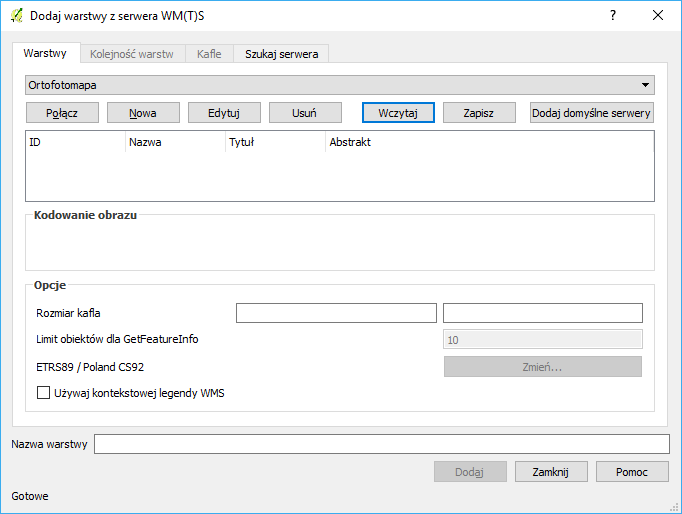 Dodaj warstwy z serwera WM(T)S ?
Warstwy Kolejność warstw Kafle Szukaj serwera
Ortofotomapa
Połącz Nowa Edytuj Usuń Wczytaj Zapisz Dodaj domyślne serwery
ID Nazwa Tytuł Abstrakt
Kodowanie obrazu
Opcje
Rozmiar kafla
Limit obiektów dla GetFeatureInfo 10
ETRS89 / Poland CS92 Zmień...
Używaj kontekstowej legendy WMS
Nazwa warstwy
Dodaj Zamknij Pomoc
Gotowe